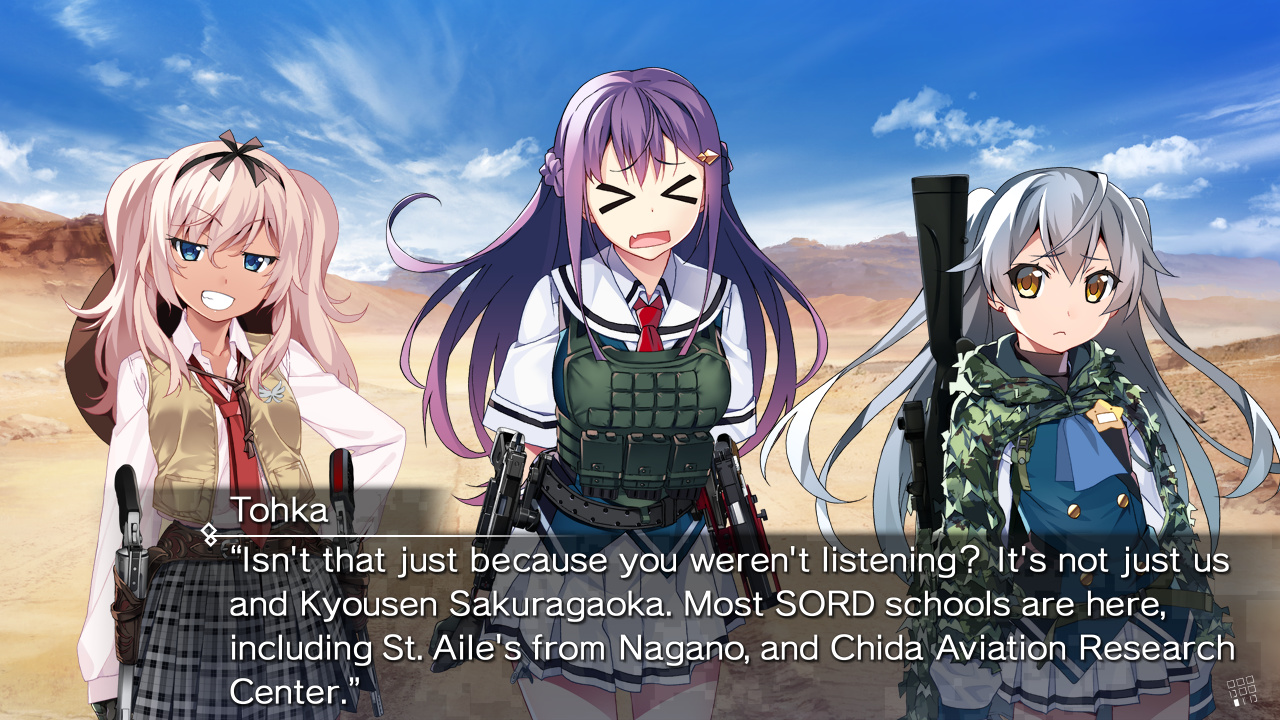 Tohka
“Isn't that just because you weren't listening? It's not just us
and Kyousen Sakuragaoka. Most SORD schools are here,
including St. Aile's from Nagano, and Chida Aviation Research
Center.”